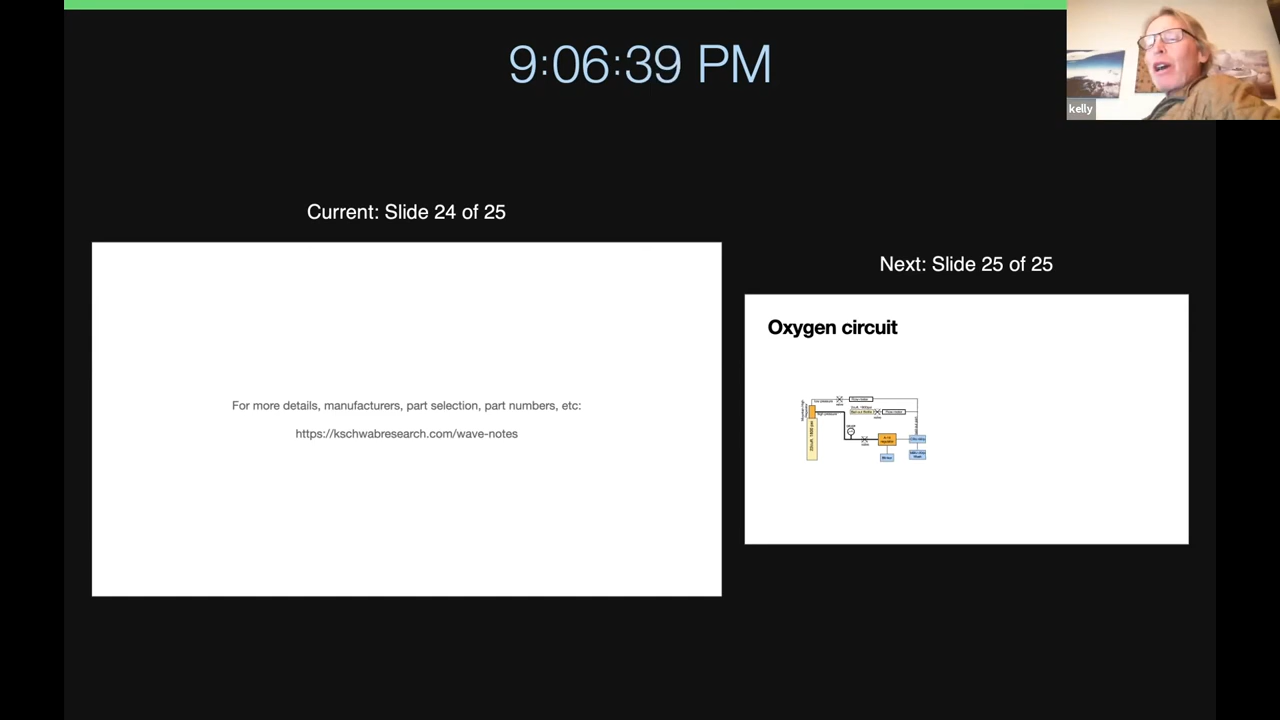 9:06:39 PM
kelly
Current: Slide 24 of 25
Next: Slide 25 of 25
For more details, manufacturers, part selection, part numbers, etc:
https://kschwabresearch.com/wave-notes
Oxygen circuit